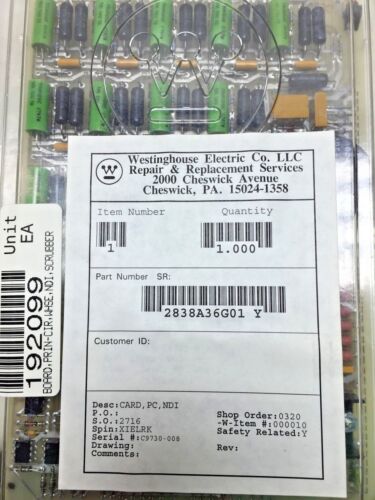 Westinghouse Electric Co. LLC
Repair & Replacement Services
2000 Cheswick Avenue
Cheswick, PA. 15024-1358
Item Number Quantity
1 1.000
Part Number SR:
2838A36G01 Y
Customer ID:
Desc:CARD,PC,NDI
P.O.:
S.O.:2716
Spin:XIELRK
Serial #:C9730-008
Drawing:
Comments:
Shop Order:0320
-W-Item #:000010
Safety Related:Y
Rev:
Unit
EA
192099
BOARD,PRIN-CIR,WHSE,NDI,SCRUBBER